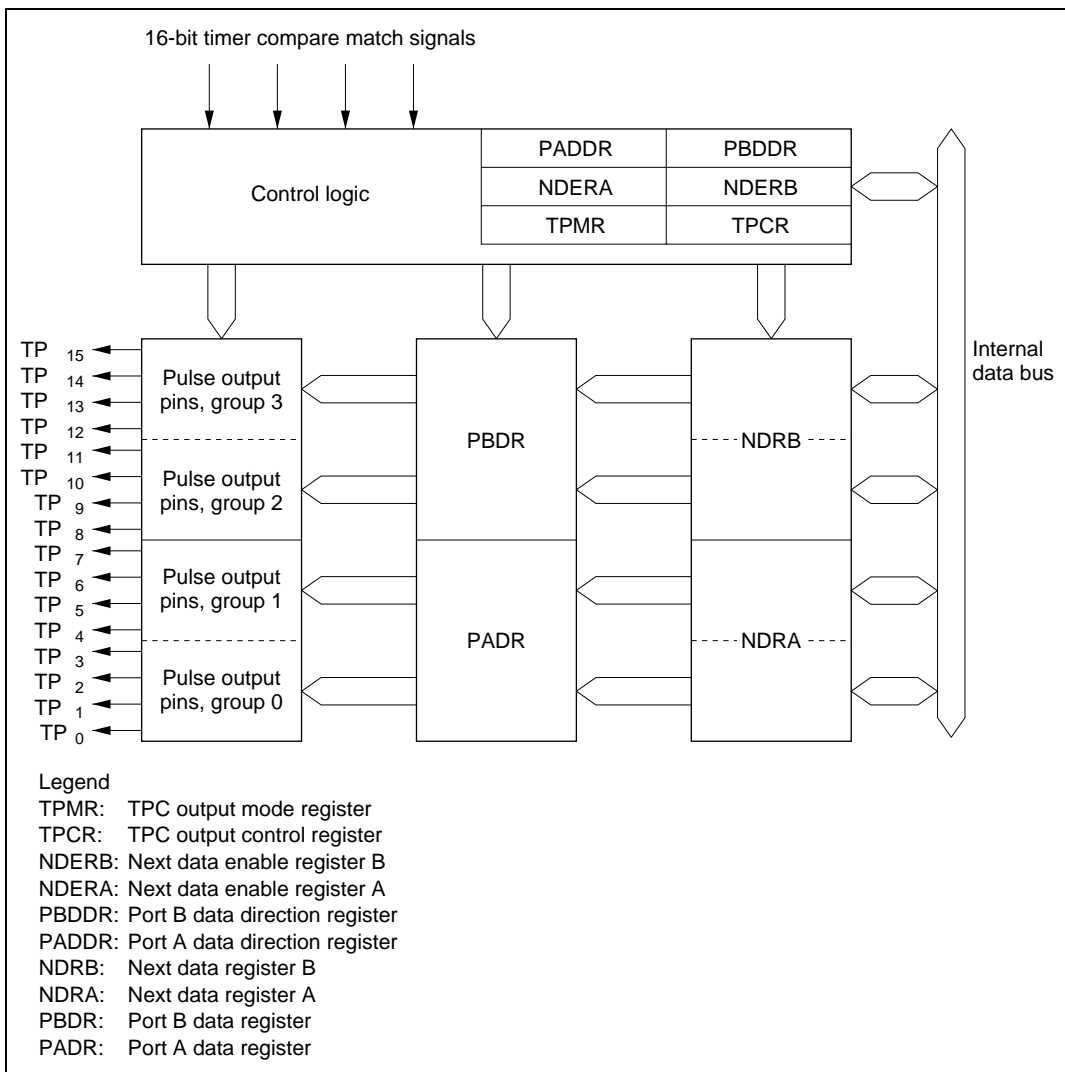 16-bit timer compare match signals
Control logic
PADDR PBDDR
NDERA NDERB
TPMR TPCR
Internal
data bus
TP 15
TP 14
TP 13
TP 12
TP 11
TP 10
TP 9
TP 8
TP 7
TP 6
TP 5
TP 4
TP 3
TP 2
TP 1
TP 0
Pulse output
pins, group 3
Pulse output
pins, group 2
Pulse output
pins, group 1
Pulse output
pins, group 0
PBDR
PADR
NDRB
NDRA
Legend
TPMR: TPC output mode register
TPCR: TPC output control register
NDERB: Next data enable register B
NDERA: Next data enable register A
PBDDR: Port B data direction register
PADDR: Port A data direction register
NDRB: Next data register B
NDRA: Next data register A
PBDR: Port B data register
PADR: Port A data register